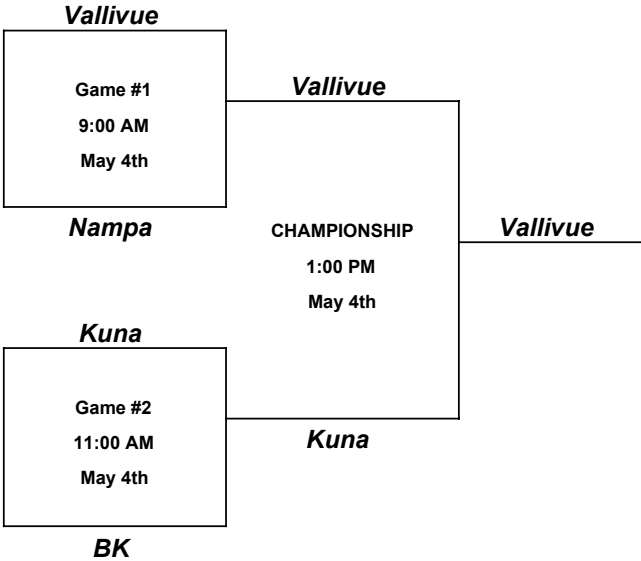 Vallivue
Game #1
9:00 AM
May 4th
Nampa
Vallivue
CHAMPIONSHIP
1:00 PM
May 4th
Vallivue
Kuna
Game #2
11:00 AM
May 4th
BK
Kuna